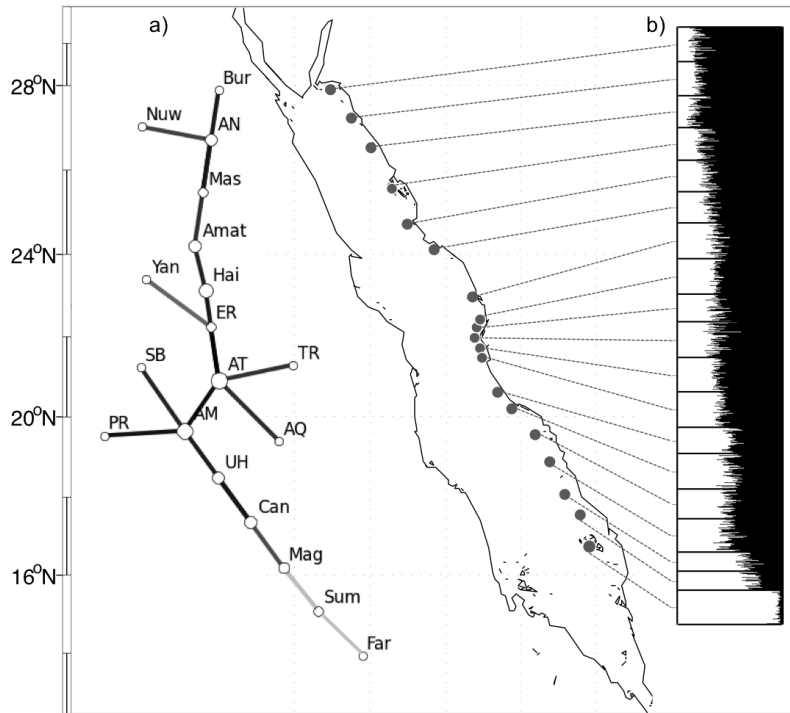 a)
b)
28°N
24°N
20°N
16°N
Bur
Nuw
AN
Mas
Amat
Yan
Hai
ER
SB
AT
TR
PR
AM
AQ
UH
Can
Mag
Sum
Far